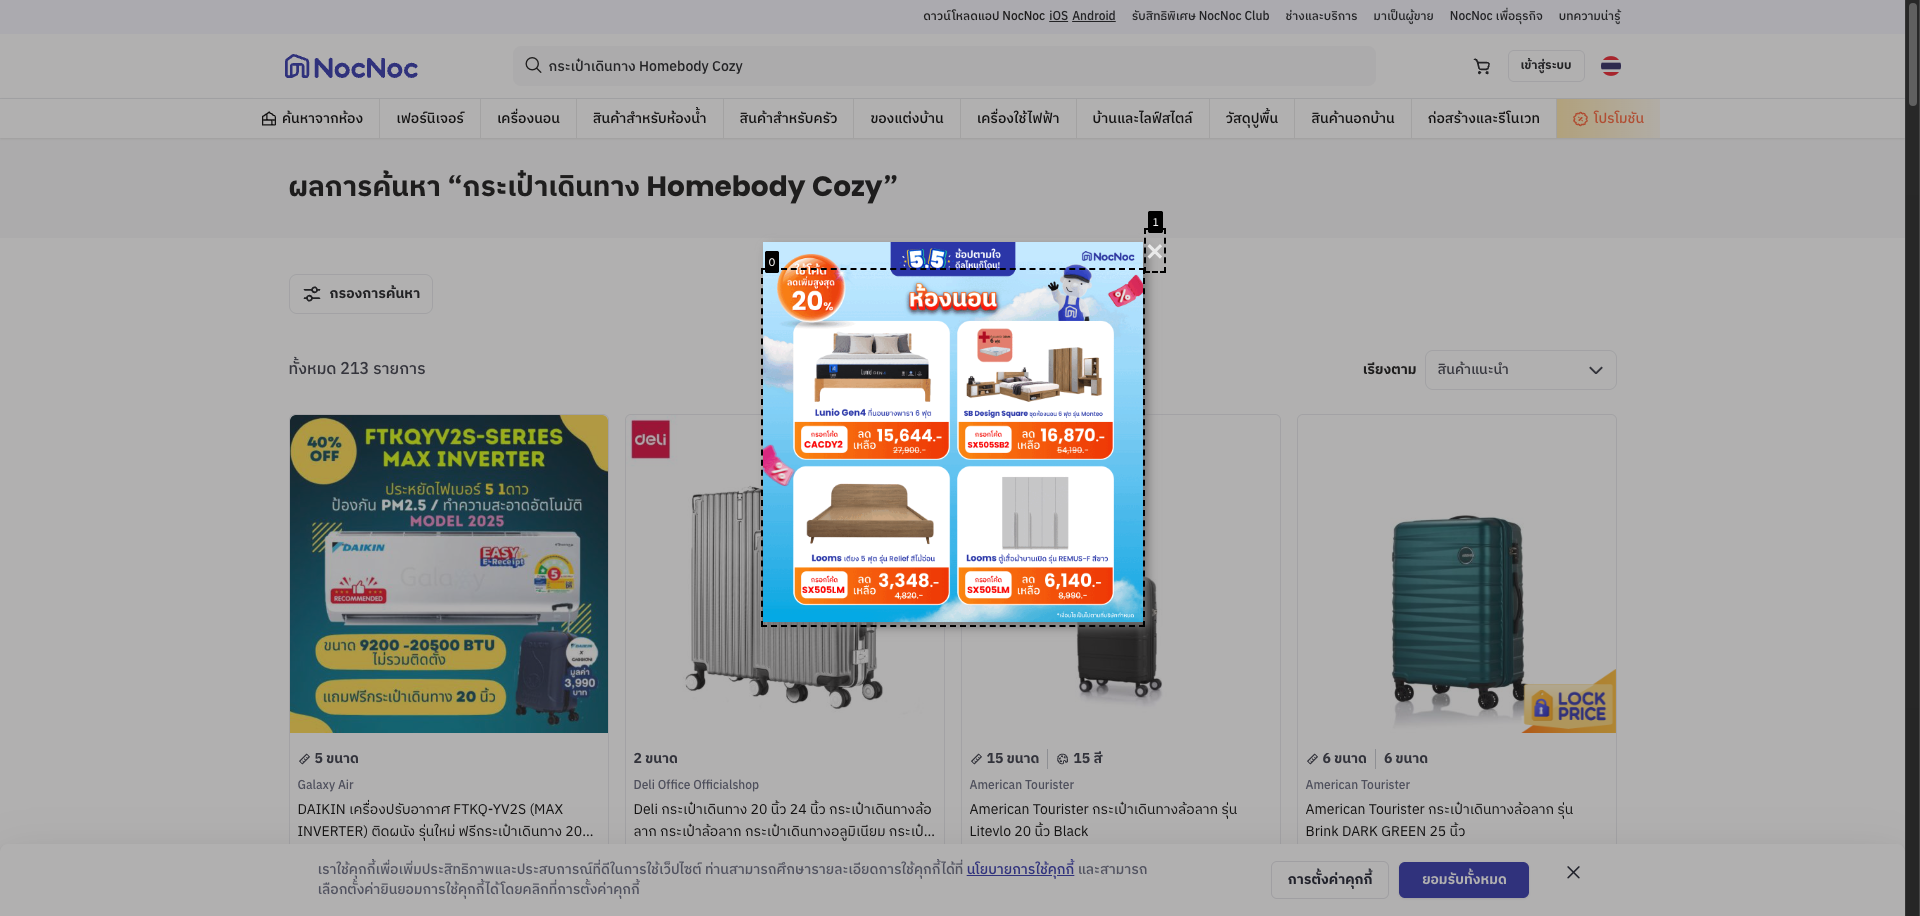 ดาวน์โหลดแอป NocNoc iOS Android รับสิทธิพิเศษ NocNoc Club ช่างและบริการ มาเป็นผู้ขาย NocNoc เพื่อธุรกิจ บทความน่ารู้
NocNoc
กระเป๋าเดินทาง Homebody Cozy
เข้าสู่ระบบ
ค้นหาจากห้อง เฟอร์นิเจอร์ เครื่องนอน สินค้าสำหรับห้องน้ำ สินค้าสำหรับครัว ของแต่งบ้าน เครื่องใช้ไฟฟ้า บ้านและไลฟ์สไตล์ วัสดุปูพื้น สินค้านอกบ้าน ก่อสร้างและรีโนเวท โปรโมชัน
ผลการค้นหา “กระเป๋าเดินทาง Homebody Cozy”
1
0
5.5 ช้อปตามใจ
ดีลไหนก็โดน!
NocNoc
ใช้โค้ด
ลดเพิ่มสูงสุด
20%
ห้องนอน
Lunio Gen4 ที่นอนยางพารา 6 ฟุต
กรอกโค้ด
CACDY2
ลดเหลือ 15,644.-
27,900.-
SB Design Square ชุดห้องนอน 6 ฟุต รุ่น Monteo
กรอกโค้ด
SX505SB2
ลดเหลือ 16,870.-
54,190.-
Looms เตียง 5 ฟุต รุ่น Relief สีไม้อ่อน
กรอกโค้ด
SX505LM
ลดเหลือ 3,348.-
4,820.-
Looms ตู้เสื้อผ้าบานเปิด รุ่น REMUS-F สีขาว
กรอกโค้ด
SX505LM
ลดเหลือ 6,140.-
8,990.-
*เงื่อนไขเป็นไปตามที่บริษัทกำหนด
กรองการค้นหา
ทั้งหมด 213 รายการ
เรียงตาม สินค้าแนะนำ
40%
OFF
FTKQYV2S-SERIES
MAX INVERTER
ประหยัดไฟเบอร์ 5 1ดาว
ป้องกัน PM2.5 / ทำความสะอาดอัตโนมัติ
MODEL 2025
DAIKIN
EASY
E-Receipt
5
Galaxy
RECOMMENDED
ขนาด 9200 -20500 BTU
ไม่รวมติดตั้ง
แถมฟรีกระเป๋าเดินทาง 20 นิ้ว
มูลค่า
3,990
บาท
deli
LOCK
PRICE
5 ขนาด
Galaxy Air
DAIKIN เครื่องปรับอากาศ FTKQ-YV2S (MAX
INVERTER) ติดผนัง รุ่นใหม่ ฟรีกระเป๋าเดินทาง 20...
2 ขนาด
Deli Office Officialshop
Deli กระเป๋าเดินทาง 20 นิ้ว 24 นิ้ว กระเป๋าเดินทางล้อ
ลาก กระเป๋าล้อลาก กระเป๋าเดินทางอลูมิเนียม กระเป๋...
15 ขนาด 15 สี
American Tourister
American Tourister กระเป๋าเดินทางล้อลาก รุ่น
Litevlo 20 นิ้ว Black
6 ขนาด 6 ขนาด
American Tourister
American Tourister กระเป๋าเดินทางล้อลาก รุ่น
Brink DARK GREEN 25 นิ้ว
เราใช้คุกกี้เพื่อเพิ่มประสิทธิภาพและประสบการณ์ที่ดีในการใช้เว็บไซต์ ท่านสามารถศึกษารายละเอียดการใช้คุกกี้ได้ที่ นโยบายการใช้คุกกี้ และสามารถ
เลือกตั้งค่ายินยอมการใช้คุกกี้ได้โดยคลิกที่การตั้งค่าคุกกี้
การตั้งค่าคุกกี้
ยอมรับทั้งหมด